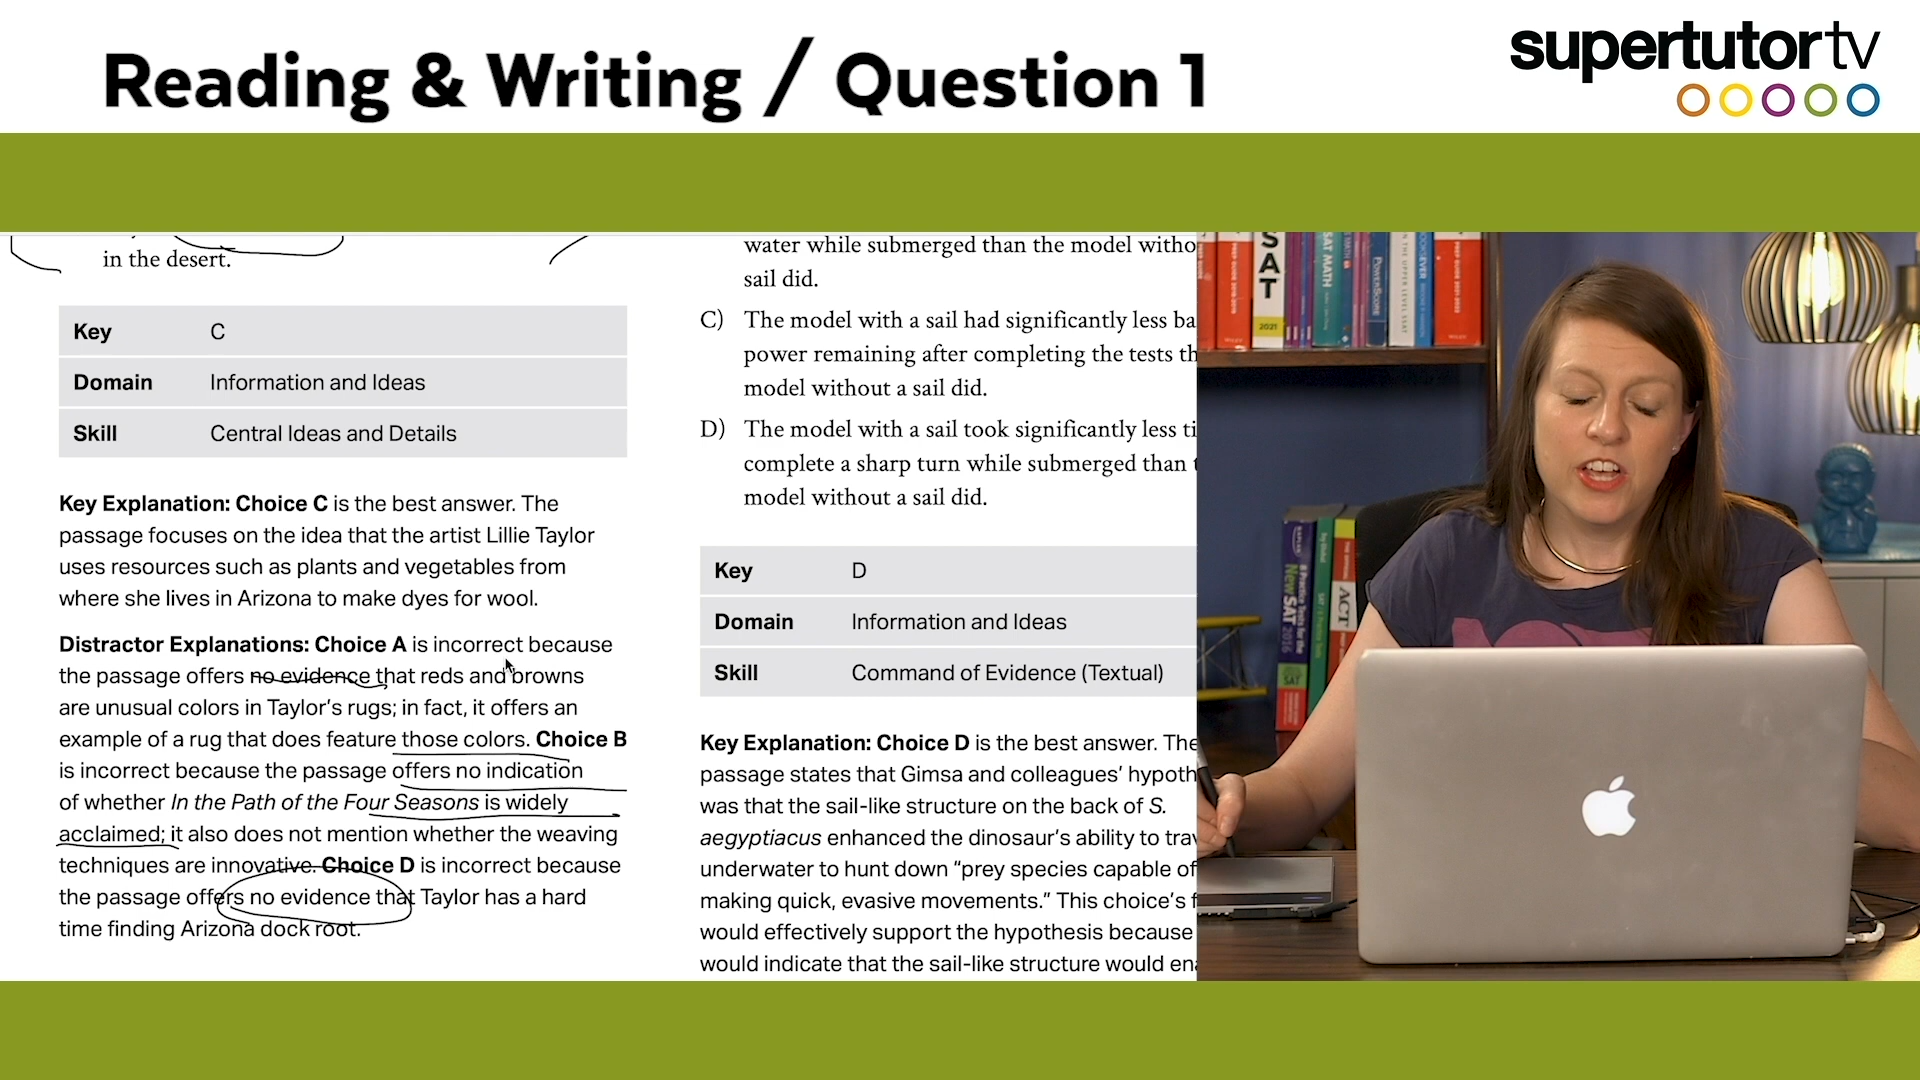 Reading & Writing / Question 1
supertutortv
in the desert.
Key C
Domain Information and Ideas
Skill Central Ideas and Details
Key Explanation: Choice C is the best answer. The
passage focuses on the idea that the artist Lillie Taylor
uses resources such as plants and vegetables from
where she lives in Arizona to make dyes for wool.
Distractor Explanations: Choice A is incorrect because
the passage offers no evidence that reds and browns
are unusual colors in Taylor’s rugs; in fact, it offers an
example of a rug that does feature those colors. Choice B
is incorrect because the passage offers no indication
of whether In the Path of the Four Seasons is widely
acclaimed; it also does not mention whether the weaving
techniques are innovative. Choice D is incorrect because
the passage offers no evidence that Taylor has a hard
time finding Arizona dock root.
water while submerged than the model witho
sail did.
C) The model with a sail had significantly less ba
power remaining after completing the tests th
model without a sail did.
D) The model with a sail took significantly less ti
complete a sharp turn while submerged than t
model without a sail did.
Key D
Domain Information and Ideas
Skill Command of Evidence (Textual)
Key Explanation: Choice D is the best answer. The
passage states that Gimsa and colleagues’ hypoth
was that the sail-like structure on the back of S.
aegyptiacus enhanced the dinosaur’s ability to trav
underwater to hunt down “prey species capable of
making quick, evasive movements.” This choice’s f
would effectively support the hypothesis because
would indicate that the sail-like structure would ena
SAT
2021
SAT MATH
PowerScore
New SAT 2016
ACT
SAT